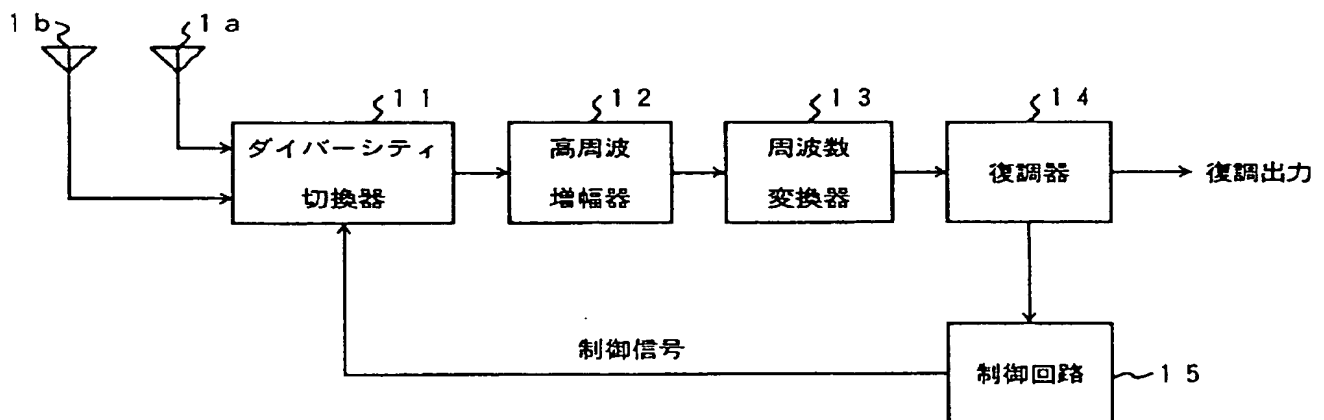 １ｂ
１ａ
１１
ダイバーシティ
切換器
１２
高周波
増幅器
１３
周波数
変換器
１４
復調器
復調出力
制御信号
制御回路
１５